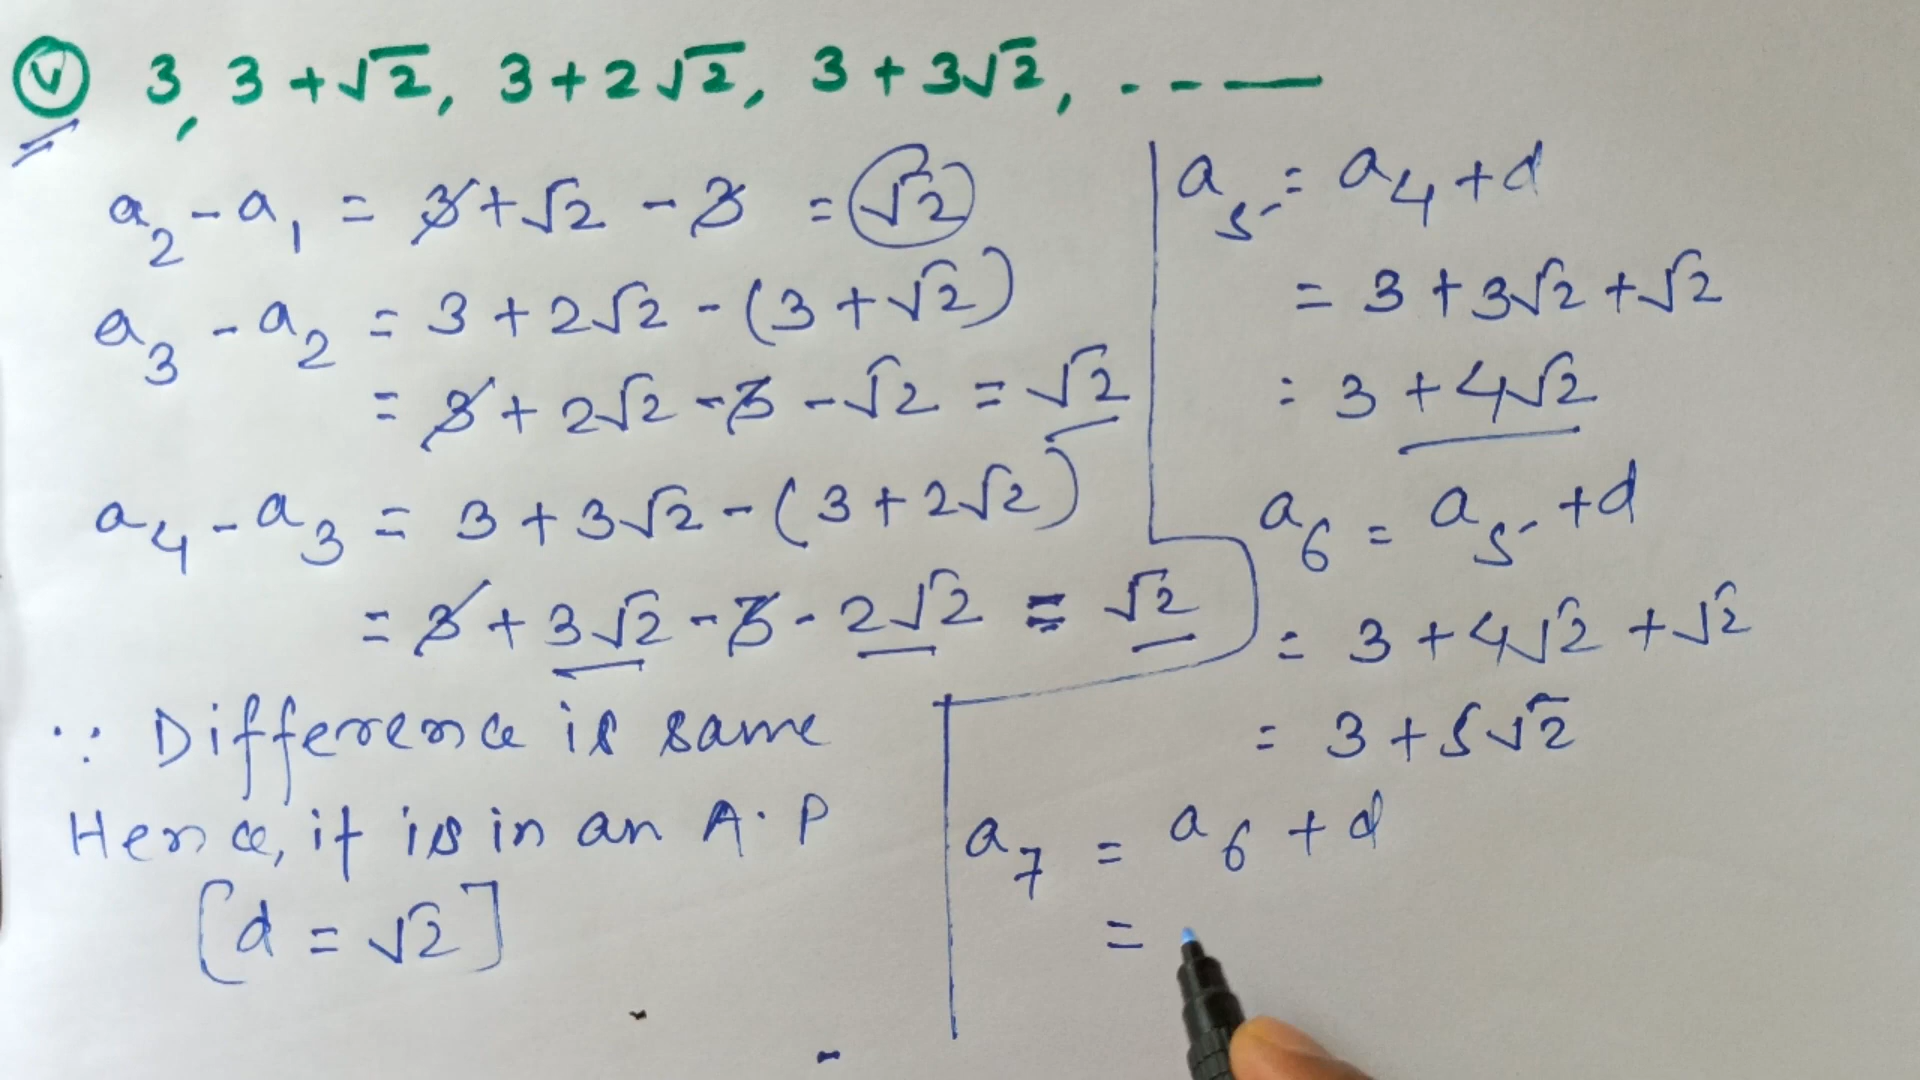 (v) 3, 3+√2, 3+2√2, 3+3√2, ---
a₂-a₁ = 3+√2-3 = √2
a₃-a₂ = 3+2√2-(3+√2)
= 3+2√2-3-√2 = √2
a₄-a₃ = 3+3√2-(3+2√2)
= 3+3√2-3-2√2 = √2
∵ Difference is same
Hence, it is in an A.P
[d = √2]
a₅ = a₄+d
= 3+3√2+√2
= 3+4√2
a₆ = a₅+d
= 3+4√2+√2
= 3+5√2
a₇ = a₆+d
=